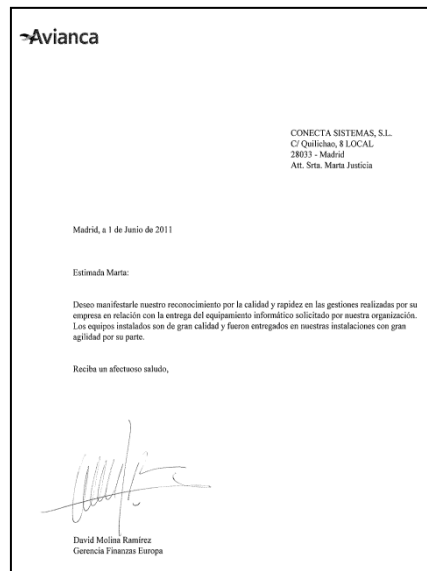 Avianca
CONECTA SISTEMAS, S.L.
C/ Quilichao, 8 LOCAL
28033 - Madrid
Att. Srta. Marta Justicia
Madrid, a 1 de Junio de 2011
Estimada Marta:
Deseo manifestarle nuestro reconocimiento por la calidad y rapidez en las gestiones realizadas por su
empresa en relación con la entrega del equipamiento informático solicitado por nuestra organización.
Los equipos instalados son de gran calidad y fueron entregados en nuestras instalaciones con gran
agilidad por su parte.
Reciba un afectuoso saludo,
David Molina Ramírez
Gerencia Finanzas Europa